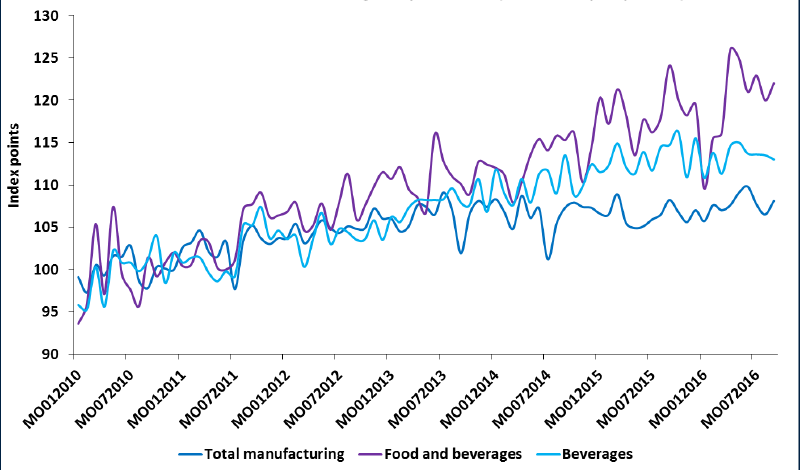 130
125
120
115
110
105
100
95
90
Index points
MO012010
MO072010
MO012011
MO072011
MO012012
MO072012
MO012013
MO072013
MO012014
MO072014
MO012015
MO072015
MO012016
MO072016
Total manufacturing Food and beverages Beverages